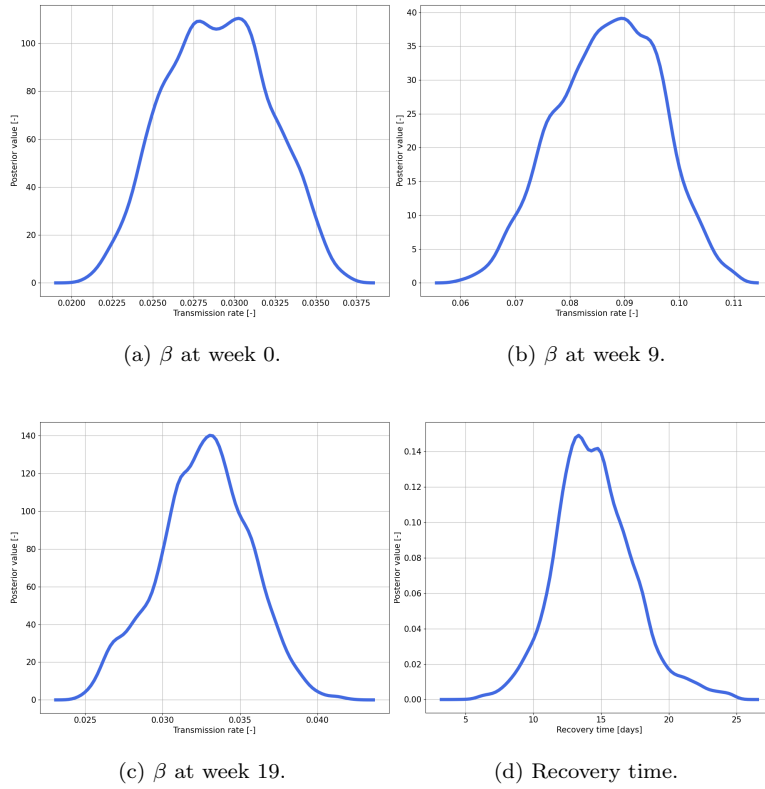 100
80
60
40
20
0
Posterior value [-]
0.0200 0.0225 0.0250 0.0275 0.0300 0.0325 0.0350 0.0375
Transmission rate [-]
(a) β at week 0.
40
35
30
25
20
15
10
5
0
Posterior value [-]
0.06 0.07 0.08 0.09 0.10 0.11
Transmission rate [-]
(b) β at week 9.
140
120
100
80
60
40
20
0
Posterior value [-]
0.025 0.030 0.035 0.040
Transmission rate [-]
(c) β at week 19.
0.14
0.12
0.10
0.08
0.06
0.04
0.02
0.00
Posterior value [-]
5 10 15 20 25
Recovery time [days]
(d) Recovery time.